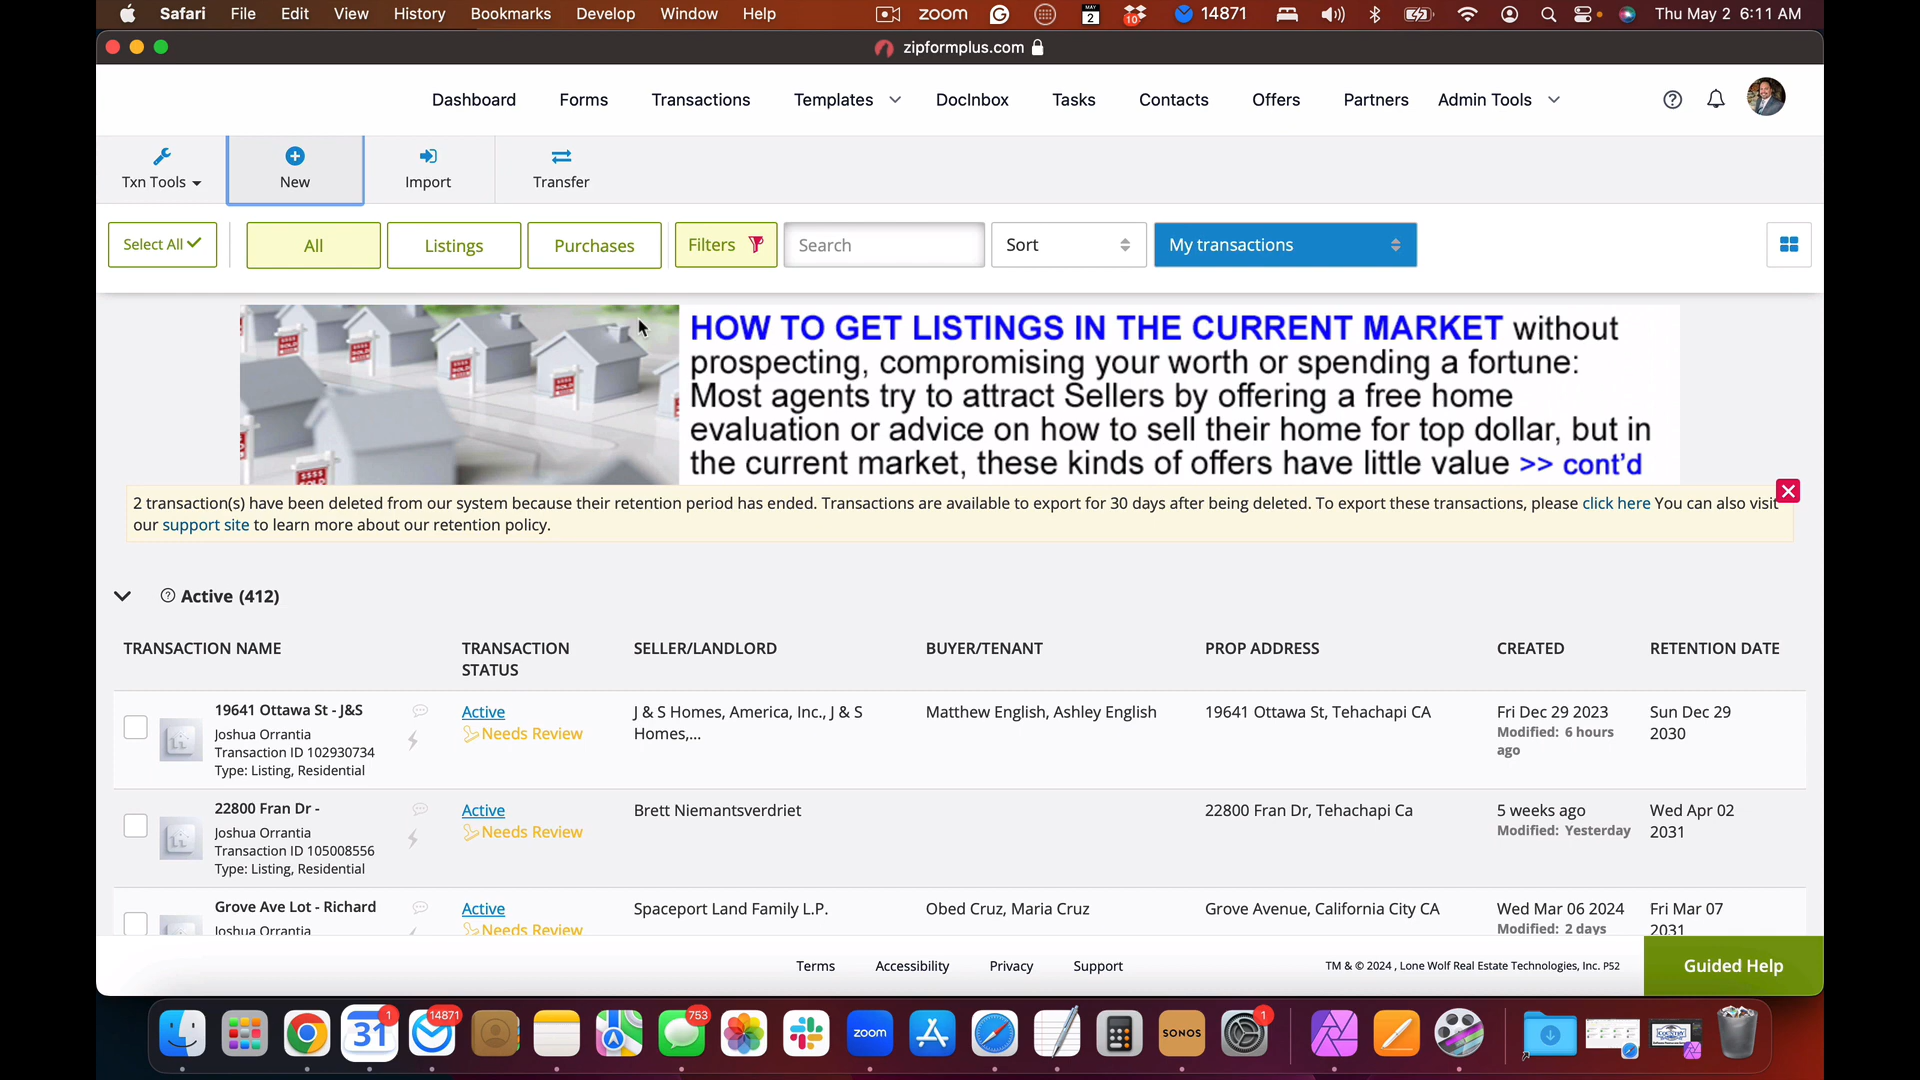 Safari File Edit View History Bookmarks Develop Window Help zoom MAY 2 10 14871 Thu May 2 6:11 AM
zipformplus.com
Dashboard Forms Transactions Templates DocInbox Tasks Contacts Offers Partners Admin Tools
Txn Tools New Import Transfer
Select All All Listings Purchases Filters Search Sort My transactions
HOW TO GET LISTINGS IN THE CURRENT MARKET without
prospecting, compromising your worth or spending a fortune:
Most agents try to attract Sellers by offering a free home
evaluation or advice on how to sell their home for top dollar, but in
the current market, these kinds of offers have little value >> cont'd
2 transaction(s) have been deleted from our system because their retention period has ended. Transactions are available to export for 30 days after being deleted. To export these transactions, please click here You can also visit
our support site to learn more about our retention policy.
Active (412)
TRANSACTION NAME TRANSACTION STATUS SELLER/LANDLORD BUYER/TENANT PROP ADDRESS CREATED RETENTION DATE
19641 Ottawa St - J&S
Joshua Orrantia
Transaction ID 102930734
Type: Listing, Residential
Active
Needs Review
J & S Homes, America, Inc., J & S
Homes,...
Matthew English, Ashley English
19641 Ottawa St, Tehachapi CA
Fri Dec 29 2023
Modified: 6 hours
ago
Sun Dec 29
2030
22800 Fran Dr -
Joshua Orrantia
Transaction ID 105008556
Type: Listing, Residential
Active
Needs Review
Brett Niemantsverdriet
22800 Fran Dr, Tehachapi Ca
5 weeks ago
Modified: Yesterday
Wed Apr 02
2031
Grove Ave Lot - Richard
Joshua Orrantia
Active
Needs Review
Spaceport Land Family L.P.
Obed Cruz, Maria Cruz
Grove Avenue, California City CA
Wed Mar 06 2024
Modified: 2 days
Fri Mar 07
2031
Terms Accessibility Privacy Support TM & © 2024 , Lone Wolf Real Estate Technologies, Inc. P52 Guided Help
31 1 14871 753 zoom SONOS 1